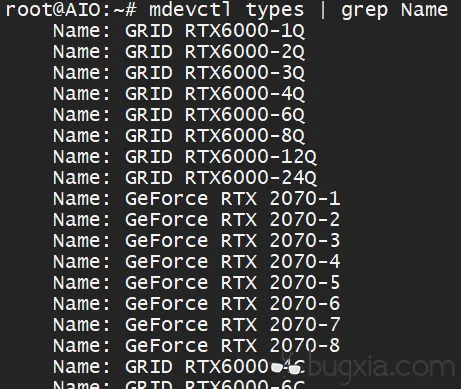 root@AIO:~# mdevctl types | grep Name
Name: GRID RTX6000-1Q
Name: GRID RTX6000-2Q
Name: GRID RTX6000-3Q
Name: GRID RTX6000-4Q
Name: GRID RTX6000-6Q
Name: GRID RTX6000-8Q
Name: GRID RTX6000-12Q
Name: GRID RTX6000-24Q
Name: GeForce RTX 2070-1
Name: GeForce RTX 2070-2
Name: GeForce RTX 2070-3
Name: GeForce RTX 2070-4
Name: GeForce RTX 2070-5
Name: GeForce RTX 2070-6
Name: GeForce RTX 2070-7
Name: GeForce RTX 2070-8
Name: GRID RTX6000-4C
bugxia.com
Name: GRID RTX6000-6C